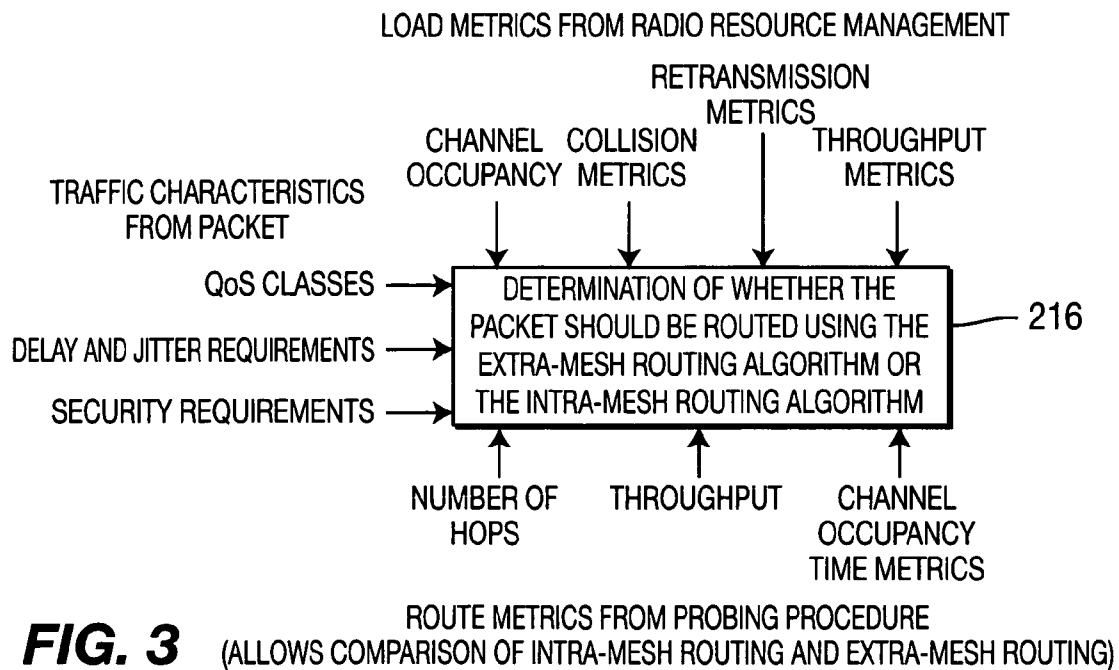 LOAD METRICS FROM RADIO RESOURCE MANAGEMENT
RETRANSMISSION
METRICS
CHANNEL
OCCUPANCY
COLLISION
METRICS
THROUGHPUT
METRICS
TRAFFIC CHARACTERISTICS
FROM PACKET
QoS CLASSES
DELAY AND JITTER REQUIREMENTS
SECURITY REQUIREMENTS
DETERMINATION OF WHETHER THE
PACKET SHOULD BE ROUTED USING THE
EXTRA-MESH ROUTING ALGORITHM OR
THE INTRA-MESH ROUTING ALGORITHM
216
NUMBER OF
HOPS
THROUGHPUT
CHANNEL
OCCUPANCY
TIME METRICS
ROUTE METRICS FROM PROBING PROCEDURE
(ALLOWS COMPARISON OF INTRA-MESH ROUTING AND EXTRA-MESH ROUTING)
FIG. 3